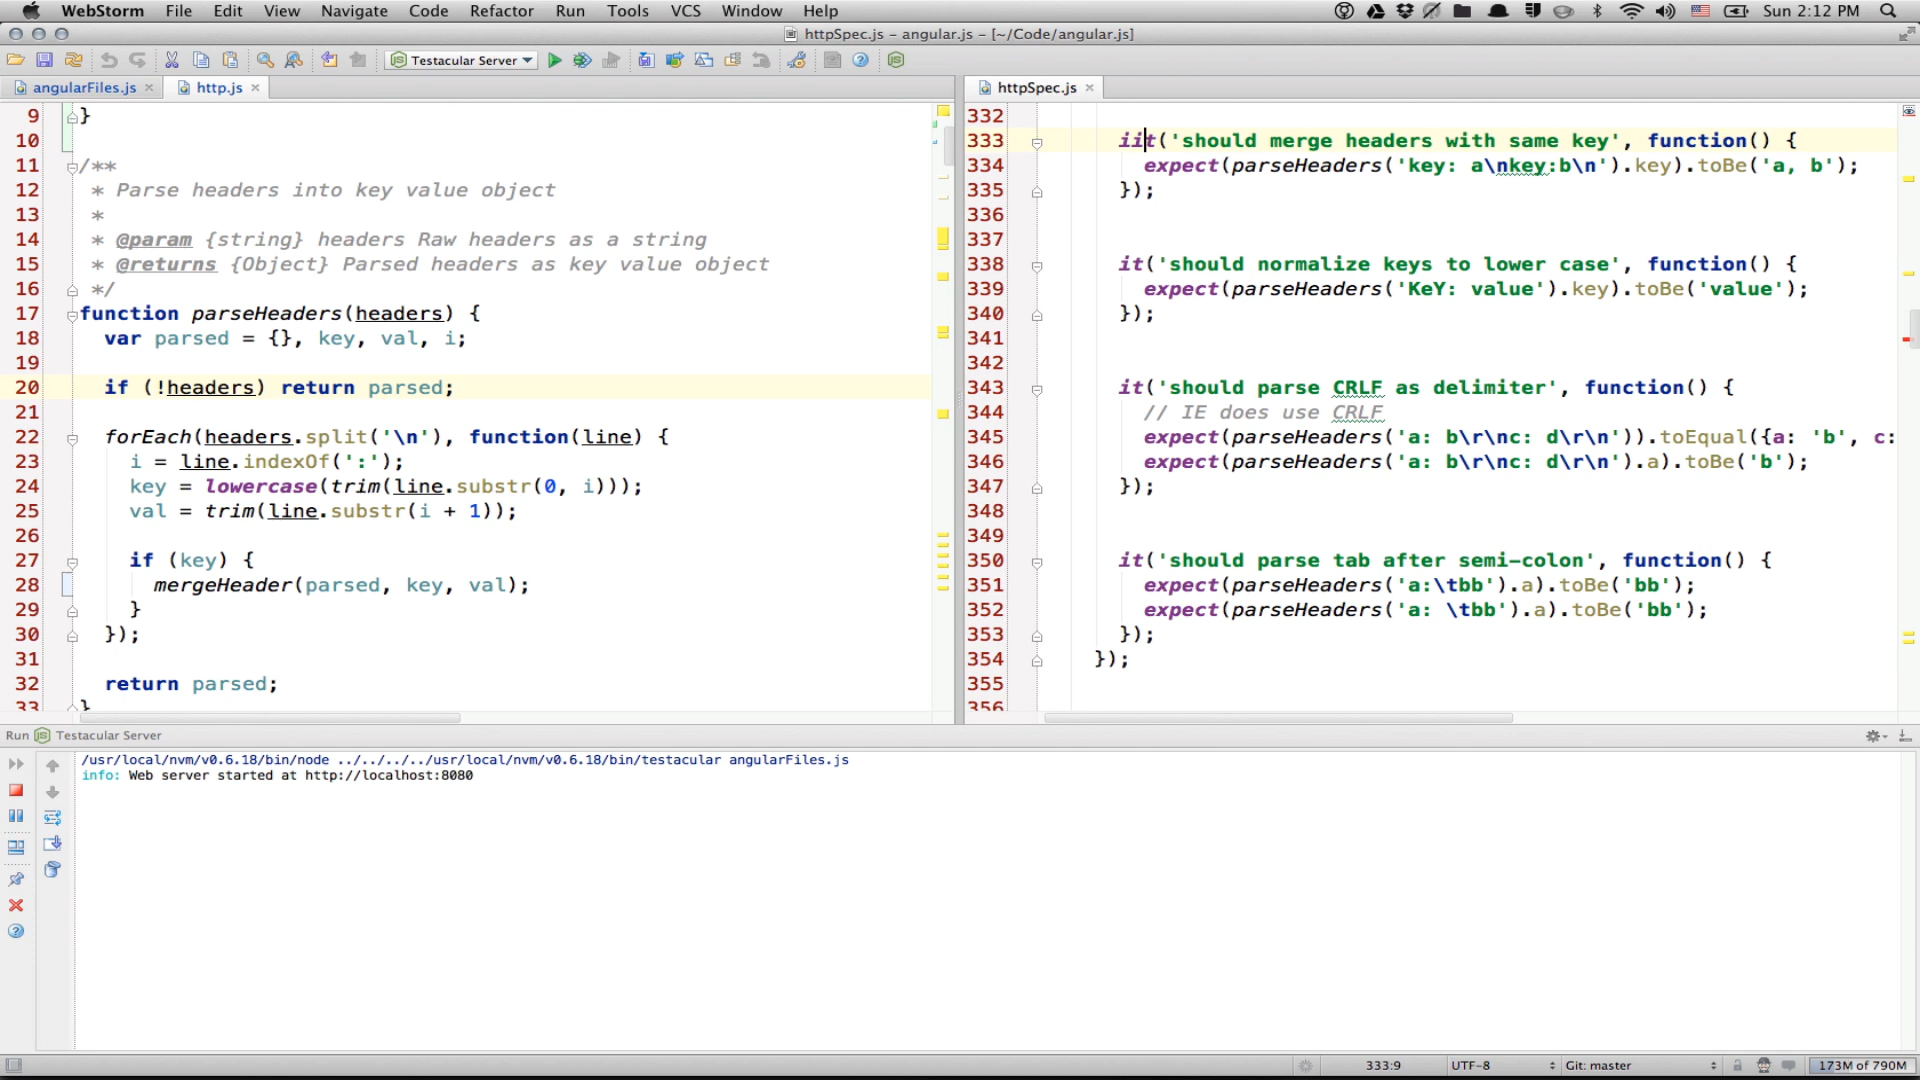 WebStorm File Edit View Navigate Code Refactor Run Tools VCS Window Help Sun 2:12 PM
httpSpec.js - angular.js - [~/Code/angular.js]
Testacular Server
angularFiles.js http.js
9 }
10
11 /**
12 * Parse headers into key value object
13 *
14 * @param {string} headers Raw headers as a string
15 * @returns {Object} Parsed headers as key value object
16 */
17 function parseHeaders(headers) {
18 var parsed = {}, key, val, i;
19
20 if (!headers) return parsed;
21
22 forEach(headers.split('\n'), function(line) {
23 i = line.indexOf(':');
24 key = lowercase(trim(line.substr(0, i)));
25 val = trim(line.substr(i + 1));
26
27 if (key) {
28 mergeHeader(parsed, key, val);
29 }
30 });
31
32 return parsed;
33 }
httpSpec.js
332
333 iit('should merge headers with same key', function() {
334 expect(parseHeaders('key: a\nkey:b\n').key).toBe('a, b');
335 });
336
337
338 it('should normalize keys to lower case', function() {
339 expect(parseHeaders('KeY: value').key).toBe('value');
340 });
341
342
343 it('should parse CRLF as delimiter', function() {
344 // IE does use CRLF
345 expect(parseHeaders('a: b\r\nc: d\r\n')).toEqual({a: 'b', c:
346 expect(parseHeaders('a: b\r\nc: d\r\n').a).toBe('b');
347 });
348
349
350 it('should parse tab after semi-colon', function() {
351 expect(parseHeaders('a:\tbb').a).toBe('bb');
352 expect(parseHeaders('a: \tbb').a).toBe('bb');
353 });
354 });
355
356
Run Testacular Server
/usr/local/nvm/v0.6.18/bin/node ../../../../usr/local/nvm/v0.6.18/bin/testacular angularFiles.js
info: Web server started at http://localhost:8080
333:9 UTF-8 Git: master 173M of 790M